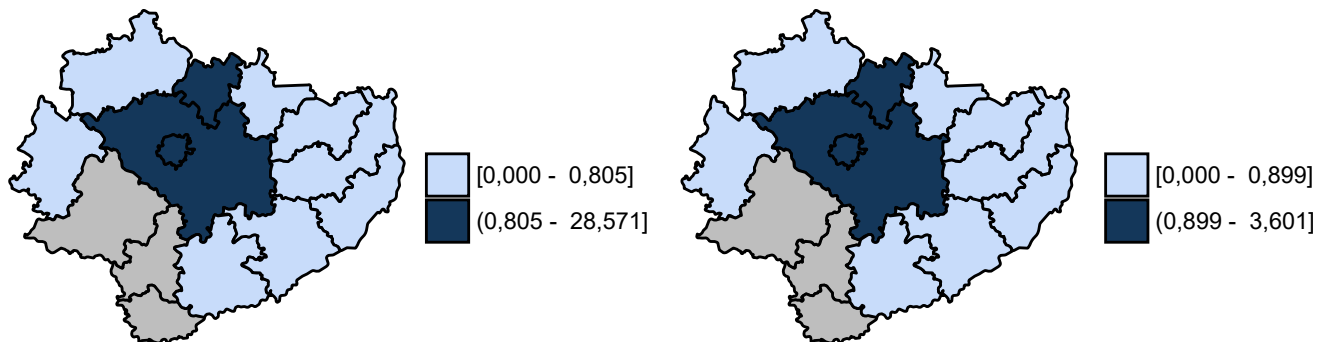 [0,000 -  0,805]
(0,805 -  28,571]
[0,000 -  0,899]
(0,899 -  3,601]